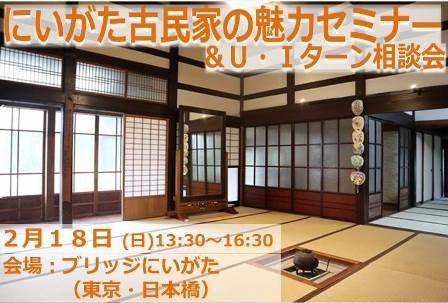 にいがた古民家の魅力セミナー
＆Ｕ・Ｉターン相談会
２月１８日 (日)13:30～16:30
会場：ブリッジにいがた
（東京・日本橋）